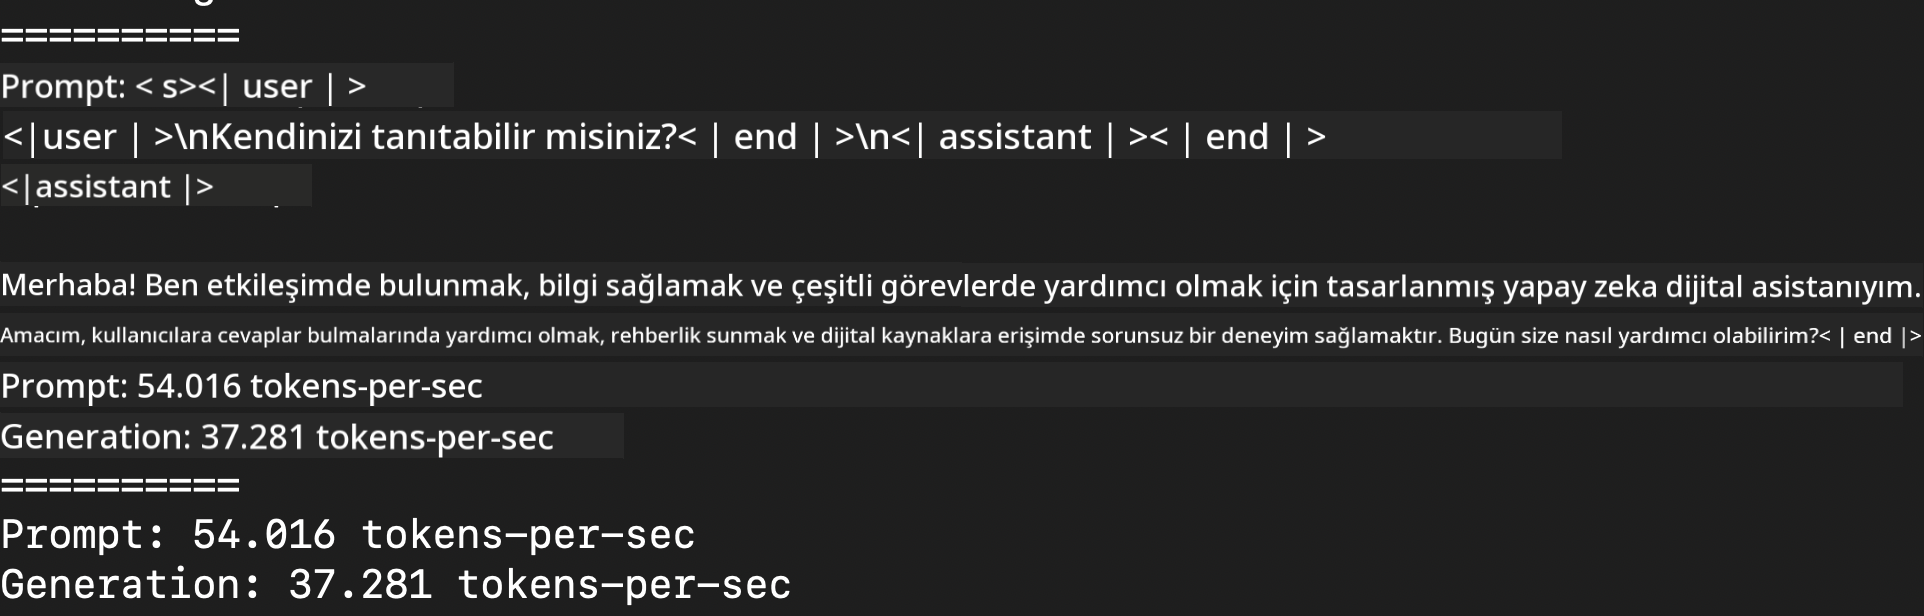 ==========
Prompt: < s><| user | >
<|user | >\nKendinizi tanıtabilir misiniz?< | end | >\n<| assistant | >< | end | >
<|assistant |>
Merhaba! Ben etkileşimde bulunmak, bilgi sağlamak ve çeşitli görevlerde yardımcı olmak için tasarlanmış yapay zeka dijital asistanıyım.
Amacım, kullanıcılara cevaplar bulmalarında yardımcı olmak, rehberlik sunmak ve dijital kaynaklara erişimde sorunsuz bir deneyim sağlamaktır. Bugün size nasıl yardımcı olabilirim?< | end |>
Prompt: 54.016 tokens-per-sec
Generation: 37.281 tokens-per-sec
==========
Prompt: 54.016 tokens-per-sec
Generation: 37.281 tokens-per-sec